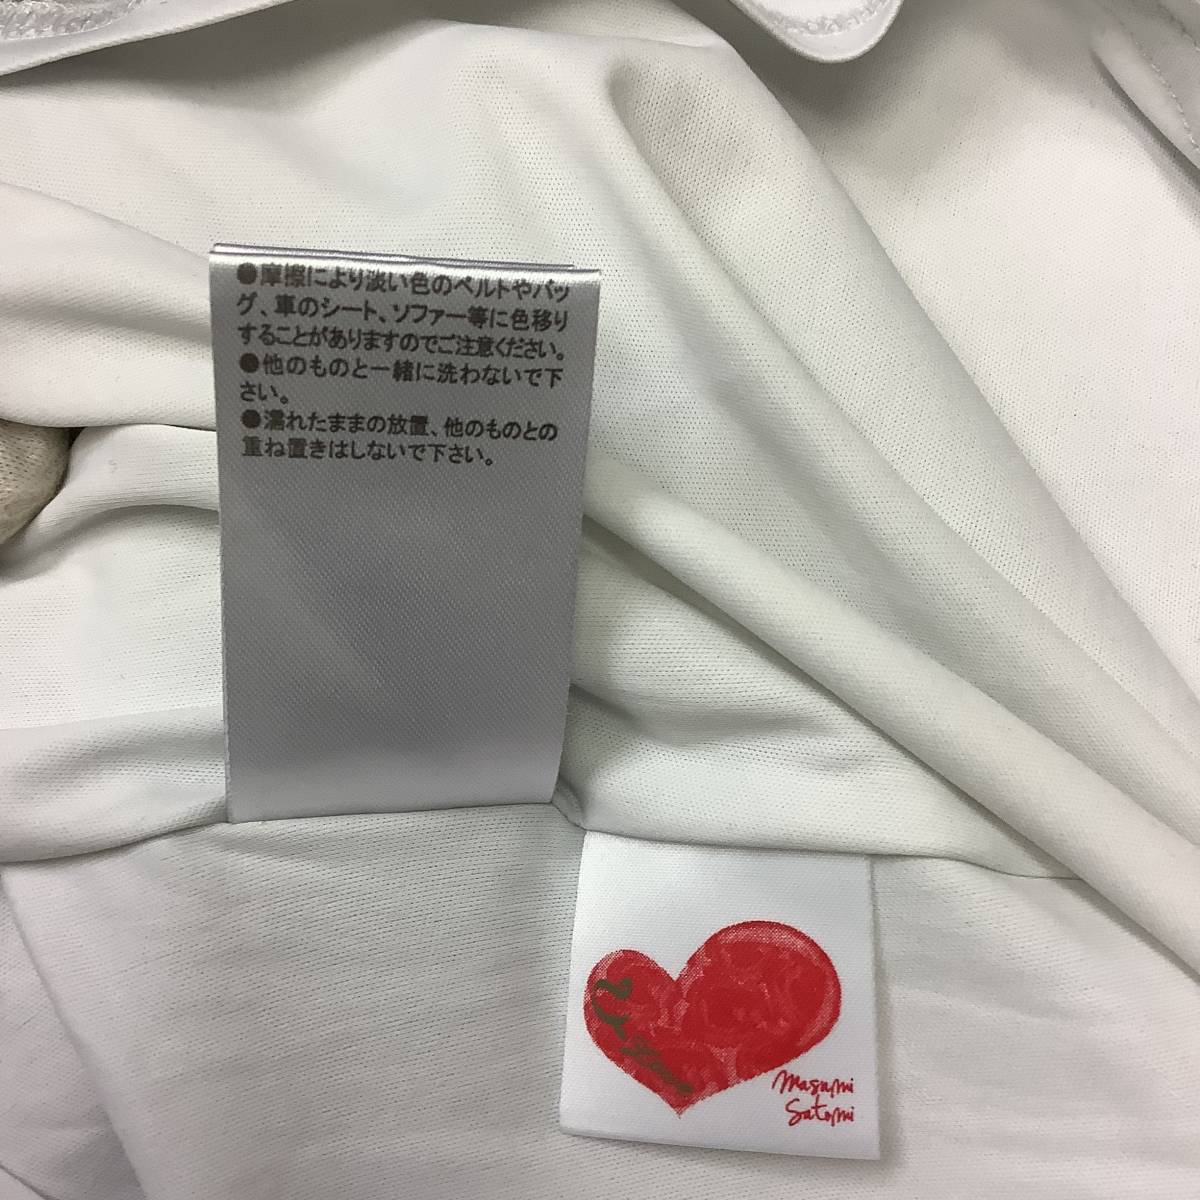 ●摩擦により淡い色のベルトやバッ
グ、車のシート、ソファー等に色移り
することがありますのでご注意ください。
●他のものと一緒に洗わないで下
さい。
●濡れたままの放置、他のものとの
重ね置きはしないで下さい。
Masumi
Satomi